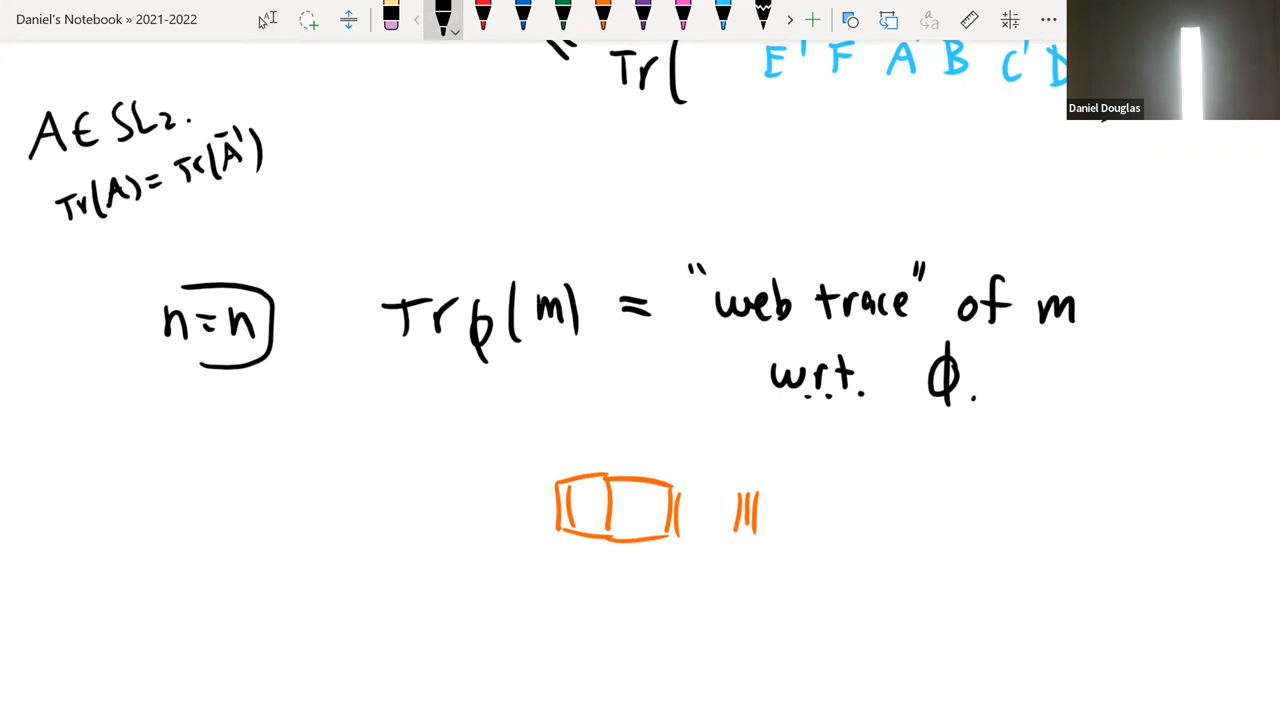 Daniel's Notebook » 2021-2022
Daniel Douglas
Tr( E' F A' B C' D
A ∈ SL2.
Tr(A) = Tr(A⁻¹)
n = n Trϕ(m) = "web trace" of m
w.r.t. ϕ.